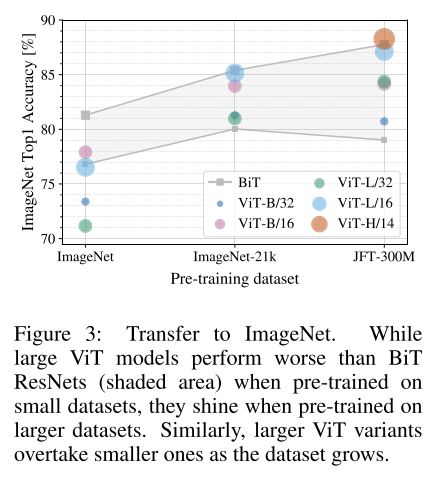 90
85
80
75
70
ImageNet Top1 Accuracy [%]
BiT
ViT-B/32
ViT-B/16
ViT-L/32
ViT-L/16
ViT-H/14
ImageNet
ImageNet-21k
JFT-300M
Pre-training dataset
Figure 3: Transfer to ImageNet. While
large ViT models perform worse than BiT
ResNets (shaded area) when pre-trained on
small datasets, they shine when pre-trained on
larger datasets. Similarly, larger ViT variants
overtake smaller ones as the dataset grows.